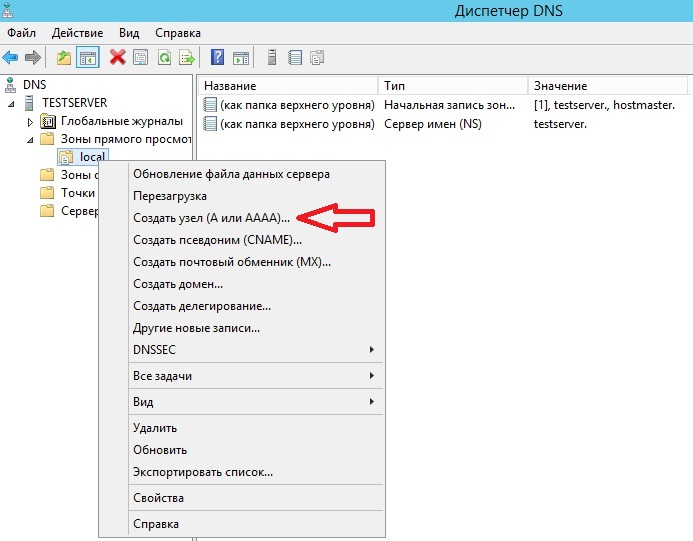 Диспетчер DNS
Файл Действие Вид Справка
DNS
TESTSERVER
Глобальные журналы
Зоны прямого просмот
local
Зоны о
Точки
Сервер
Название Тип Значение
(как папка верхнего уровня) Начальная запись зон... [1], testserver., hostmaster.
(как папка верхнего уровня) Сервер имен (NS) testserver.
Обновление файла данных сервера
Перезагрузка
Создать узел (A или AAAA)...
Создать псевдоним (CNAME)...
Создать почтовый обменник (MX)...
Создать домен...
Создать делегирование...
Другие новые записи...
DNSSEC
Все задачи
Вид
Удалить
Обновить
Экспортировать список...
Свойства
Справка